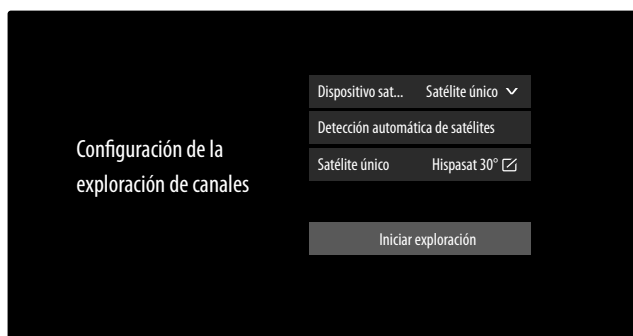 Dispositivo sat... Satélite único
Detección automática de satélites
Configuración de la
exploración de canales
Satélite único Hispasat 30°
Iniciar exploración